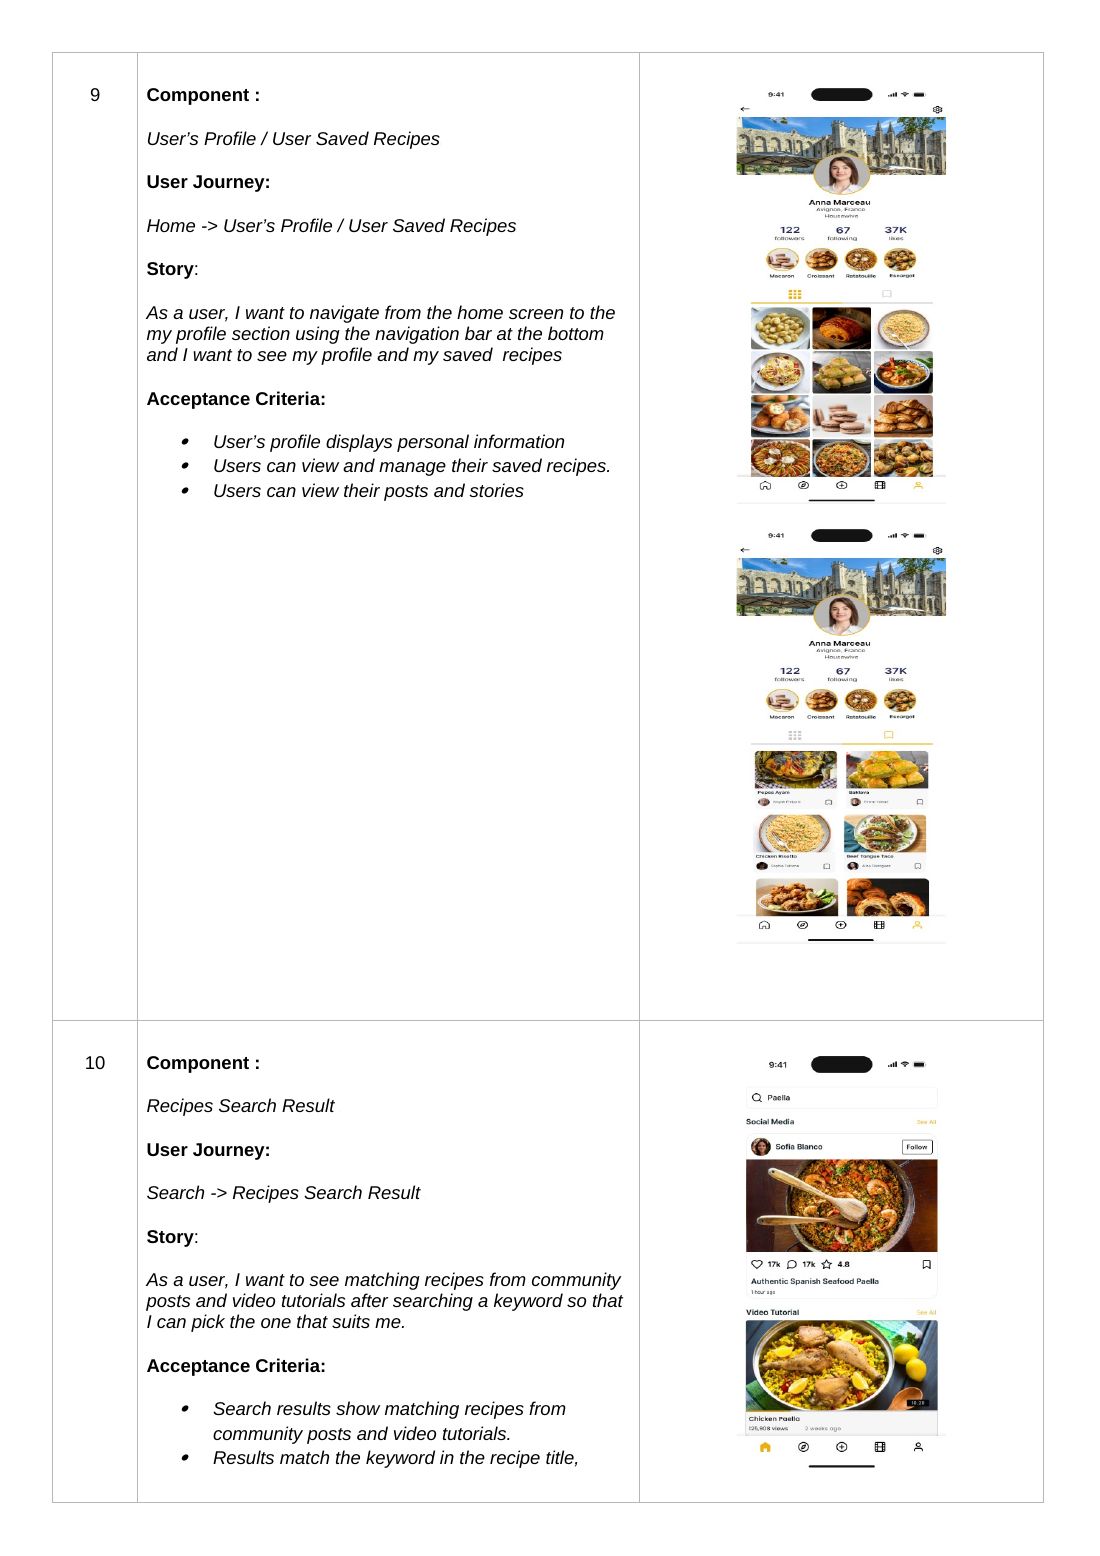 9
Component :
User's Profile / User Saved Recipes
User Journey:
Home -> User's Profile / User Saved Recipes
Story:
As a user, I want to navigate from the home screen to the
my profile section using the navigation bar at the bottom
and I want to see my profile and my saved  recipes
Acceptance Criteria:
• User's profile displays personal information
• Users can view and manage their saved recipes.
• Users can view their posts and stories
9:41
Anna Marceau
Avignon, France
Housewive
122 67 37K
followers following likes
Macaron Croissant Ratatouille Escargot
9:41
Anna Marceau
Avignon, France
Housewive
122 67 37K
followers following likes
Macaron Croissant Ratatouille Escargot
Pepes Ayam Baklava
Chicken Risotto Beef Tongue Taco
10
Component :
Recipes Search Result
User Journey:
Search -> Recipes Search Result
Story:
As a user, I want to see matching recipes from community
posts and video tutorials after searching a keyword so that
I can pick the one that suits me.
Acceptance Criteria:
• Search results show matching recipes from
community posts and video tutorials.
• Results match the keyword in the recipe title,
9:41
Paella
Social Media See All
Sofia Blanco Follow
17k 17k 4.8
Authentic Spanish Seafood Paella
1 hour ago
Video Tutorial See All
Chicken Paella
125,908 views 2 weeks ago